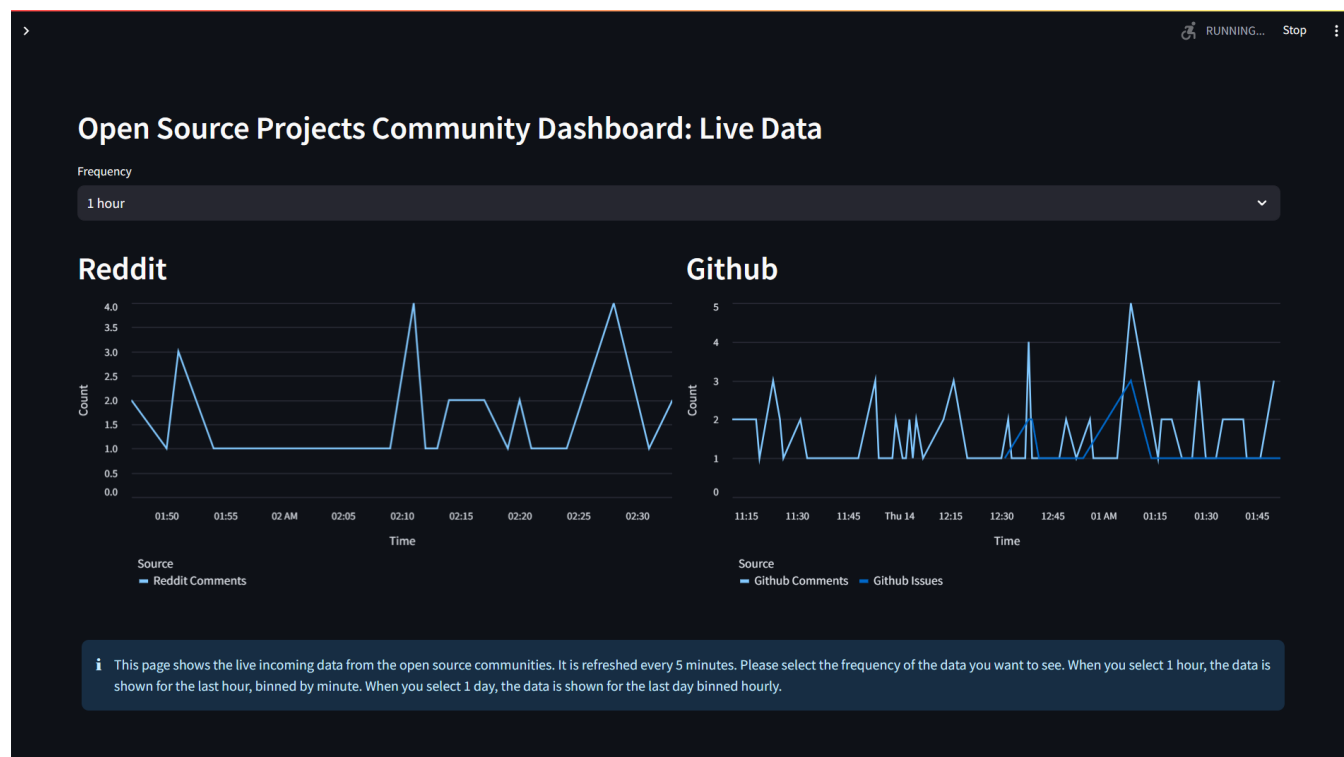 RUNNING...
Stop
Open Source Projects Community Dashboard: Live Data
Frequency
1 hour
Reddit
4.0
3.5
3.0
2.5
2.0
1.5
1.0
0.5
0.0
Count
01:50 01:55 02 AM 02:05 02:10 02:15 02:20 02:25 02:30
Time
Source
Reddit Comments
Github
5
4
3
2
1
0
Count
11:15 11:30 11:45 Thu 14 12:15 12:30 12:45 01 AM 01:15 01:30 01:45
Time
Source
Github Comments Github Issues
This page shows the live incoming data from the open source communities. It is refreshed every 5 minutes. Please select the frequency of the data you want to see. When you select 1 hour, the data is
shown for the last hour, binned by minute. When you select 1 day, the data is shown for the last day binned hourly.